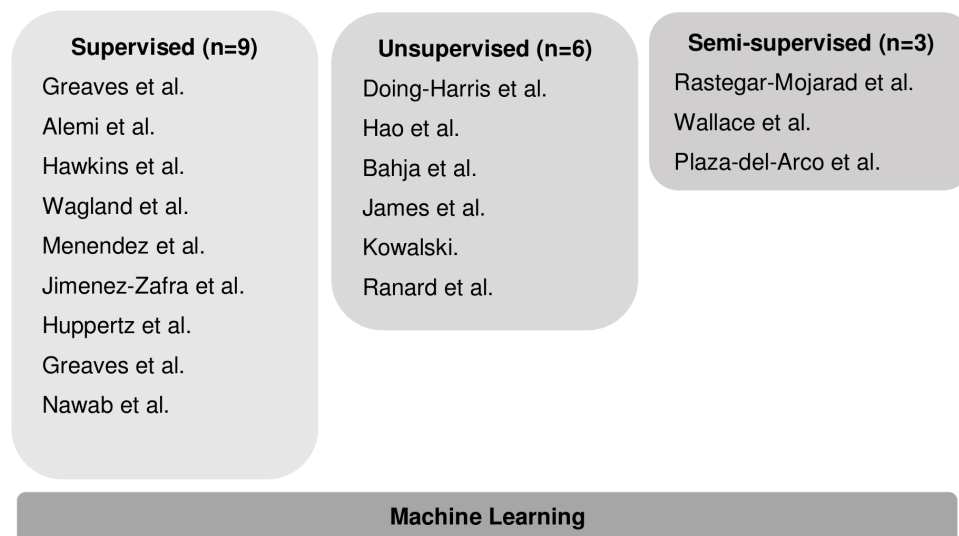 Supervised (n=9)
Greaves et al.
Alemi et al.
Hawkins et al.
Wagland et al.
Menendez et al.
Jimenez-Zafra et al.
Huppertz et al.
Greaves et al.
Nawab et al.
Unsupervised (n=6)
Doing-Harris et al.
Hao et al.
Bahja et al.
James et al.
Kowalski.
Ranard et al.
Semi-supervised (n=3)
Rastegar-Mojarad et al.
Wallace et al.
Plaza-del-Arco et al.
Machine Learning